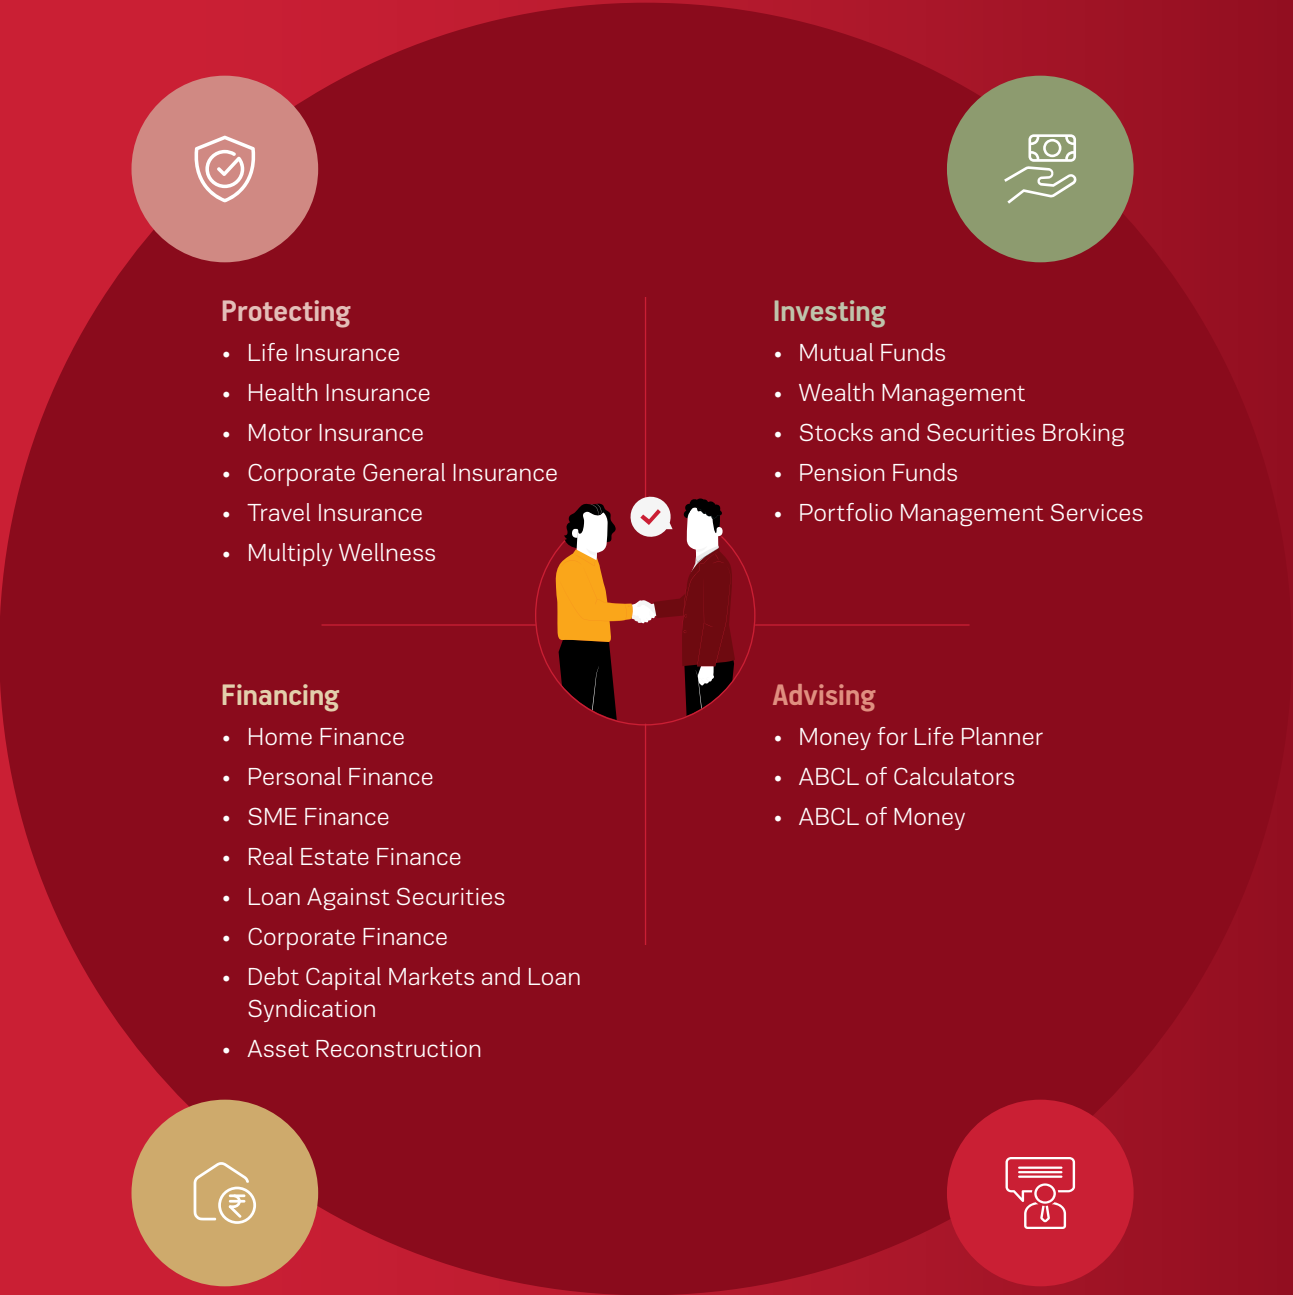 Protecting
• Life Insurance
• Health Insurance
• Motor Insurance
• Corporate General Insurance
• Travel Insurance
• Multiply Wellness
Investing
• Mutual Funds
• Wealth Management
• Stocks and Securities Broking
• Pension Funds
• Portfolio Management Services
Financing
• Home Finance
• Personal Finance
• SME Finance
• Real Estate Finance
• Loan Against Securities
• Corporate Finance
• Debt Capital Markets and Loan
Syndication
• Asset Reconstruction
Advising
• Money for Life Planner
• ABCL of Calculators
• ABCL of Money
₹